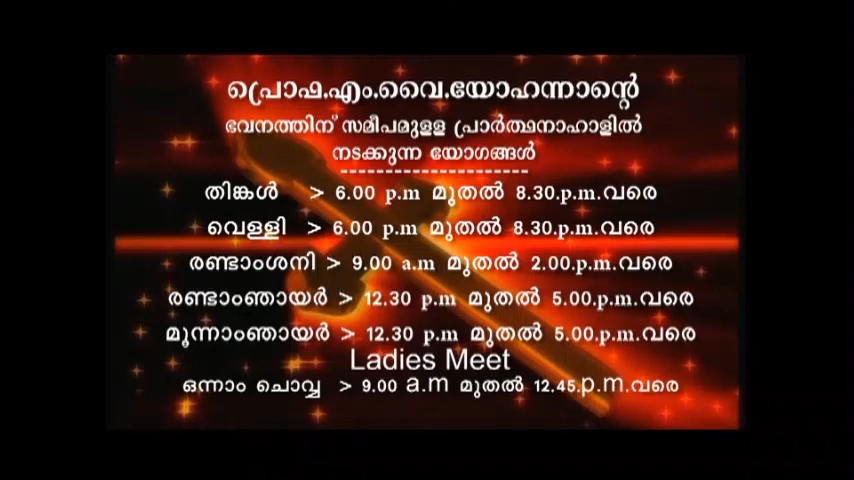 പ്രൊഫ.എം.വൈ.യോഹന്നാന്റെ
ഭവനത്തിന് സമീപമുളള പ്രാർത്ഥനാഹാളിൽ
നടക്കുന്ന യോഗങ്ങൾ
---------------------
തിങ്കൾ > 6.00 p.m മുതൽ 8.30.p.m.വരെ
വെള്ളി > 6.00 p.m മുതൽ 8.30.p.m.വരെ
രണ്ടാംശനി > 9.00 a.m മുതൽ 2.00.p.m.വരെ
രണ്ടാംഞായർ > 12.30 p.m മുതൽ 5.00.p.m.വരെ
മൂന്നാംഞായർ > 12.30 p.m മുതൽ 5.00.p.m.വരെ
Ladies Meet
ഒന്നാം ചൊവ്വ > 9.00 a.m മുതൽ 12.45.p.m.വരെ